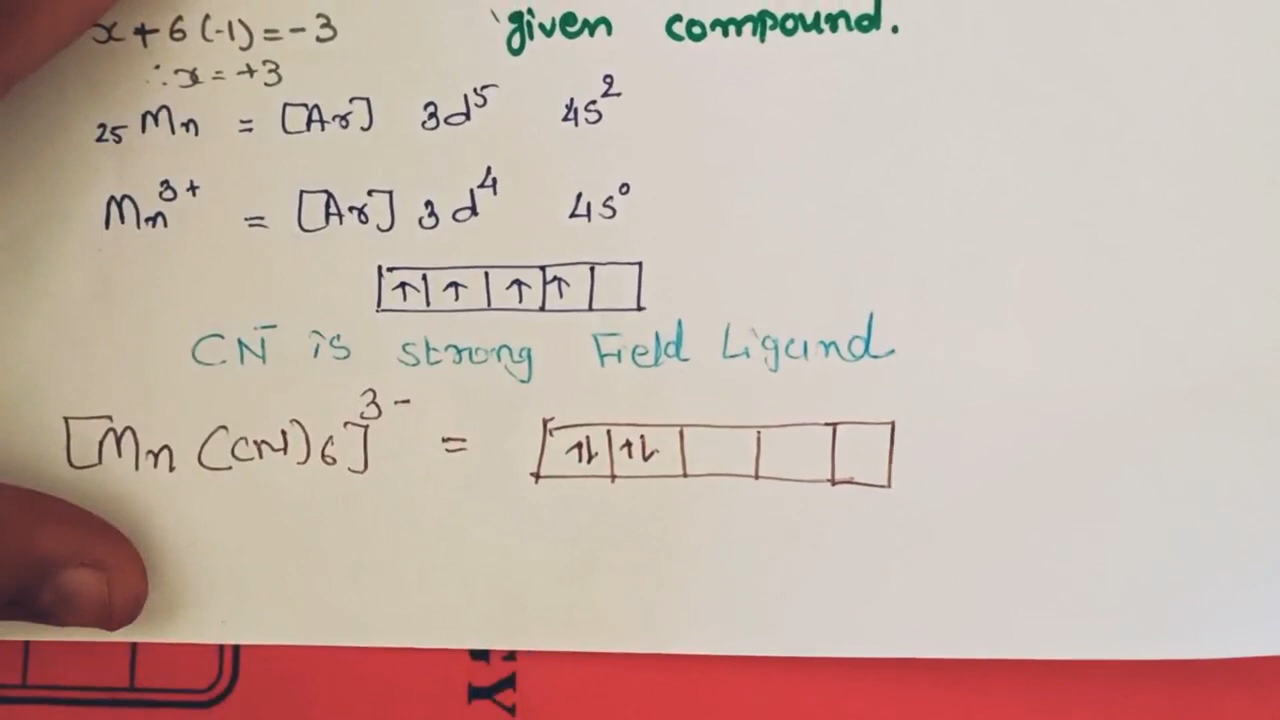 x + 6 (-1) = -3
given compound.
∴ x = +3
₂₅Mn = [Ar] 3d⁵ 4s²
Mn³⁺ = [Ar] 3d⁴ 4s⁰
↑ ↑ ↑ ↑
CN⁻ is strong Field Ligand
[Mn (CN)₆]³⁻ = ↑↓ ↑↓